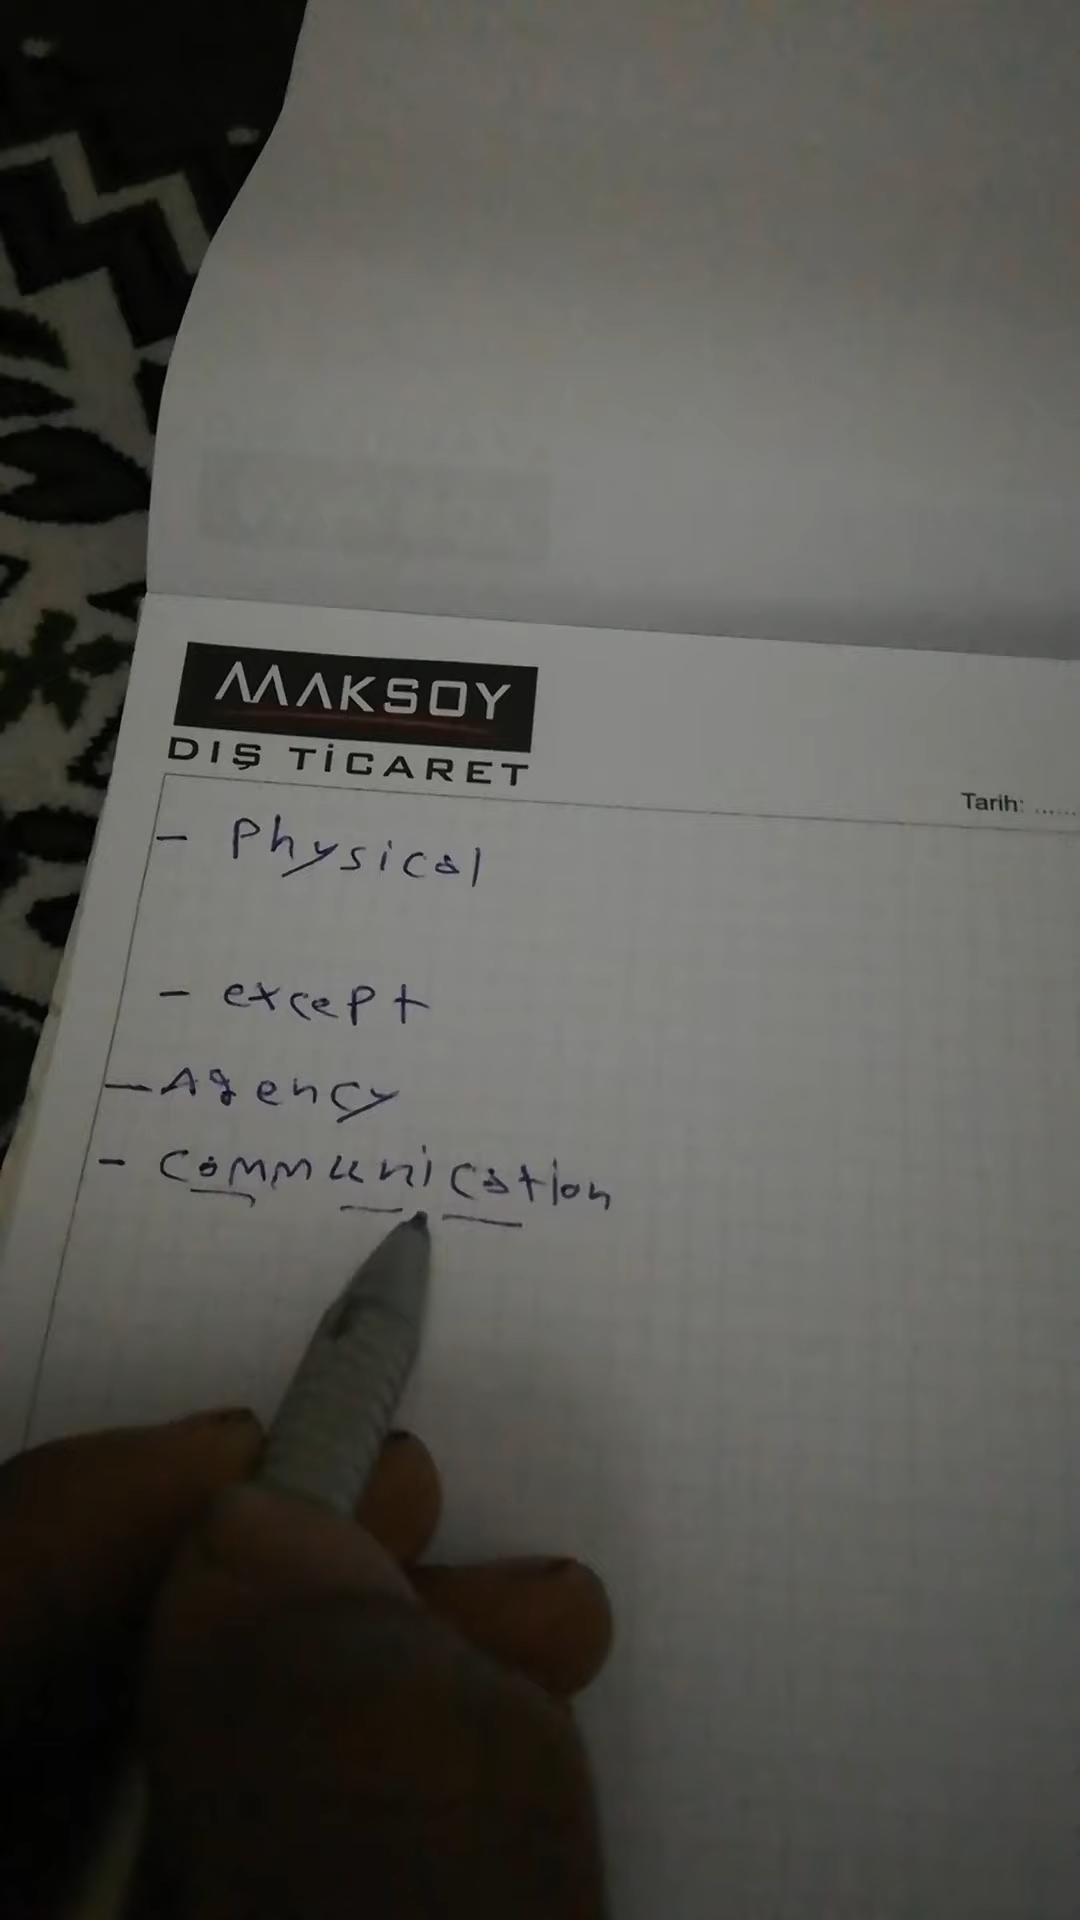 MAKSOY
DIŞ TİCARET
Tarih: ......
- Physical
- except
- Agency
- Communication